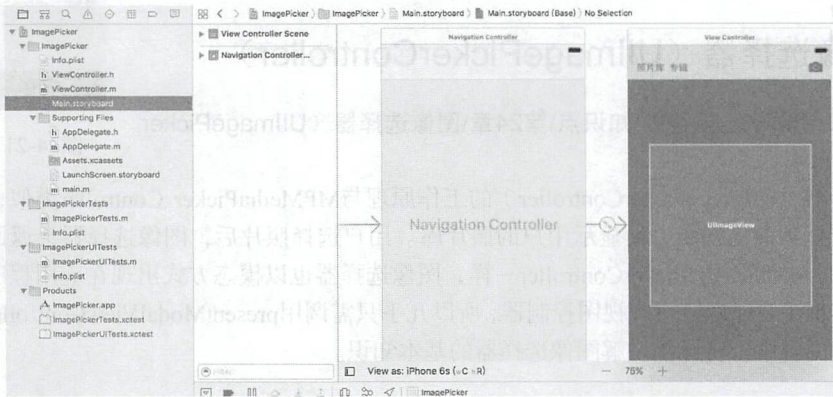 ImagePicker 〉 ImagePicker 〉 Main.storyboard 〉 Main.storyboard (Base) 〉 No Selection
ImagePicker
ImagePicker
Info.plist
h ViewController.h
m ViewController.m
Main.storyboard
Supporting Files
h AppDelegate.h
m AppDelegate.m
Assets.xcassets
LaunchScreen.storyboard
m main.m
ImagePickerTests
m ImagePickerTests.m
Info.plist
ImagePickerUITests
m ImagePickerUITests.m
Info.plist
Products
ImagePicker.app
ImagePickerTests.xctest
ImagePickerUITests.xctest
View Controller Scene
Navigation Controller...
Navigation Controller
Navigation Controller
View Controller
照片库 专辑
UIImageView
View as: iPhone 6s (wC hR)
— 75% +
ImagePicker